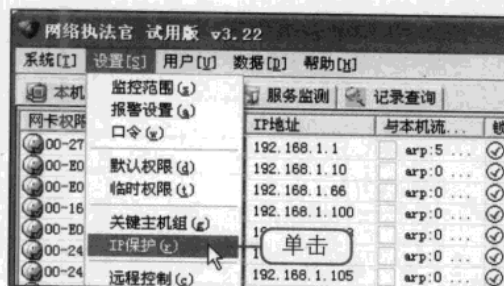 网络执法官 试用版 v3.22
系统[I] 设置[S] 用户[U] 数据[D] 帮助[H]
本机 服务监测 记录查询
网卡权限 IP地址 与本机流... 锁
监控范围(s)
报警设置(a)
口令(w)
默认权限(d)
临时权限(t)
关键主机组(g)
IP保护(r)
远程控制(c)
单击
00-27 192.168.1.1 arp:5 ...
00-E0 192.168.1.10 arp:0 ...
00-E0 192.168.1.66 arp:0 ...
00-16 192.168.1.100 arp:0 ...
00-E0 arp:0 ...
00-24 arp:0 ...
00-24 192.168.1.105 arp:0 ...